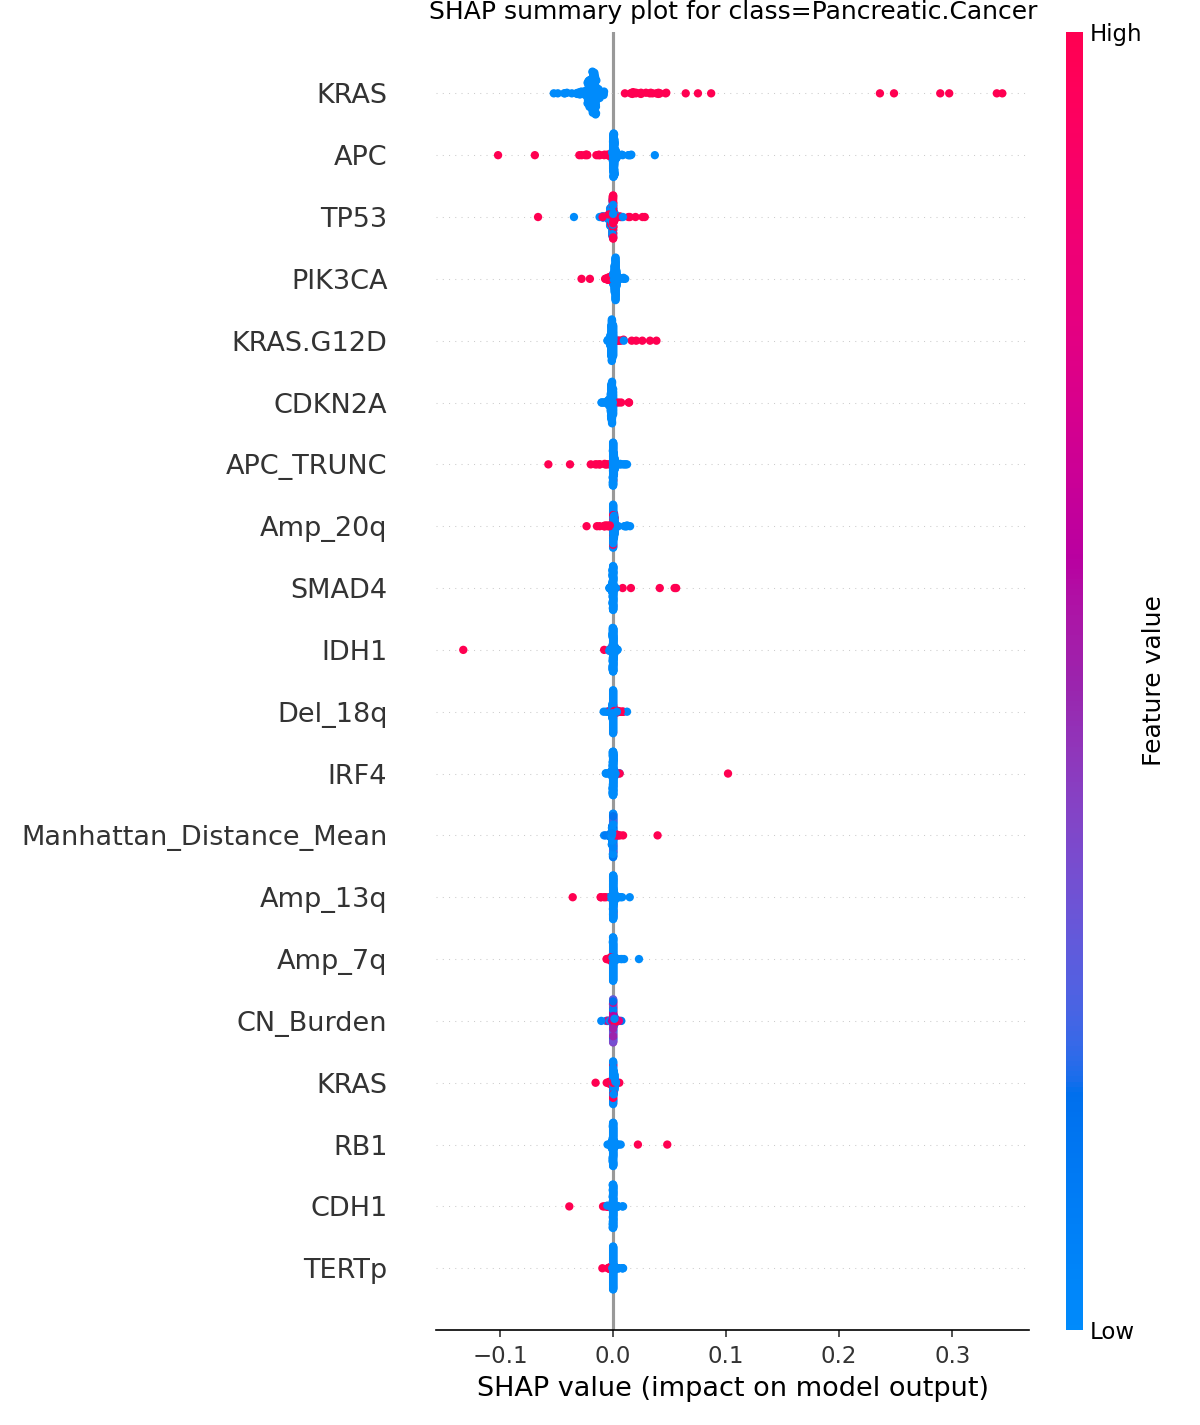 SHAP summary plot for class=Pancreatic.Cancer
High
KRAS
APC
TP53
PIK3CA
KRAS.G12D
CDKN2A
APC_TRUNC
Amp_20q
SMAD4
IDH1
Del_18q
IRF4
Manhattan_Distance_Mean
Amp_13q
Amp_7q
CN_Burden
KRAS
RB1
CDH1
TERTp
Feature value
Low
−0.1 0.0 0.1 0.2 0.3
SHAP value (impact on model output)